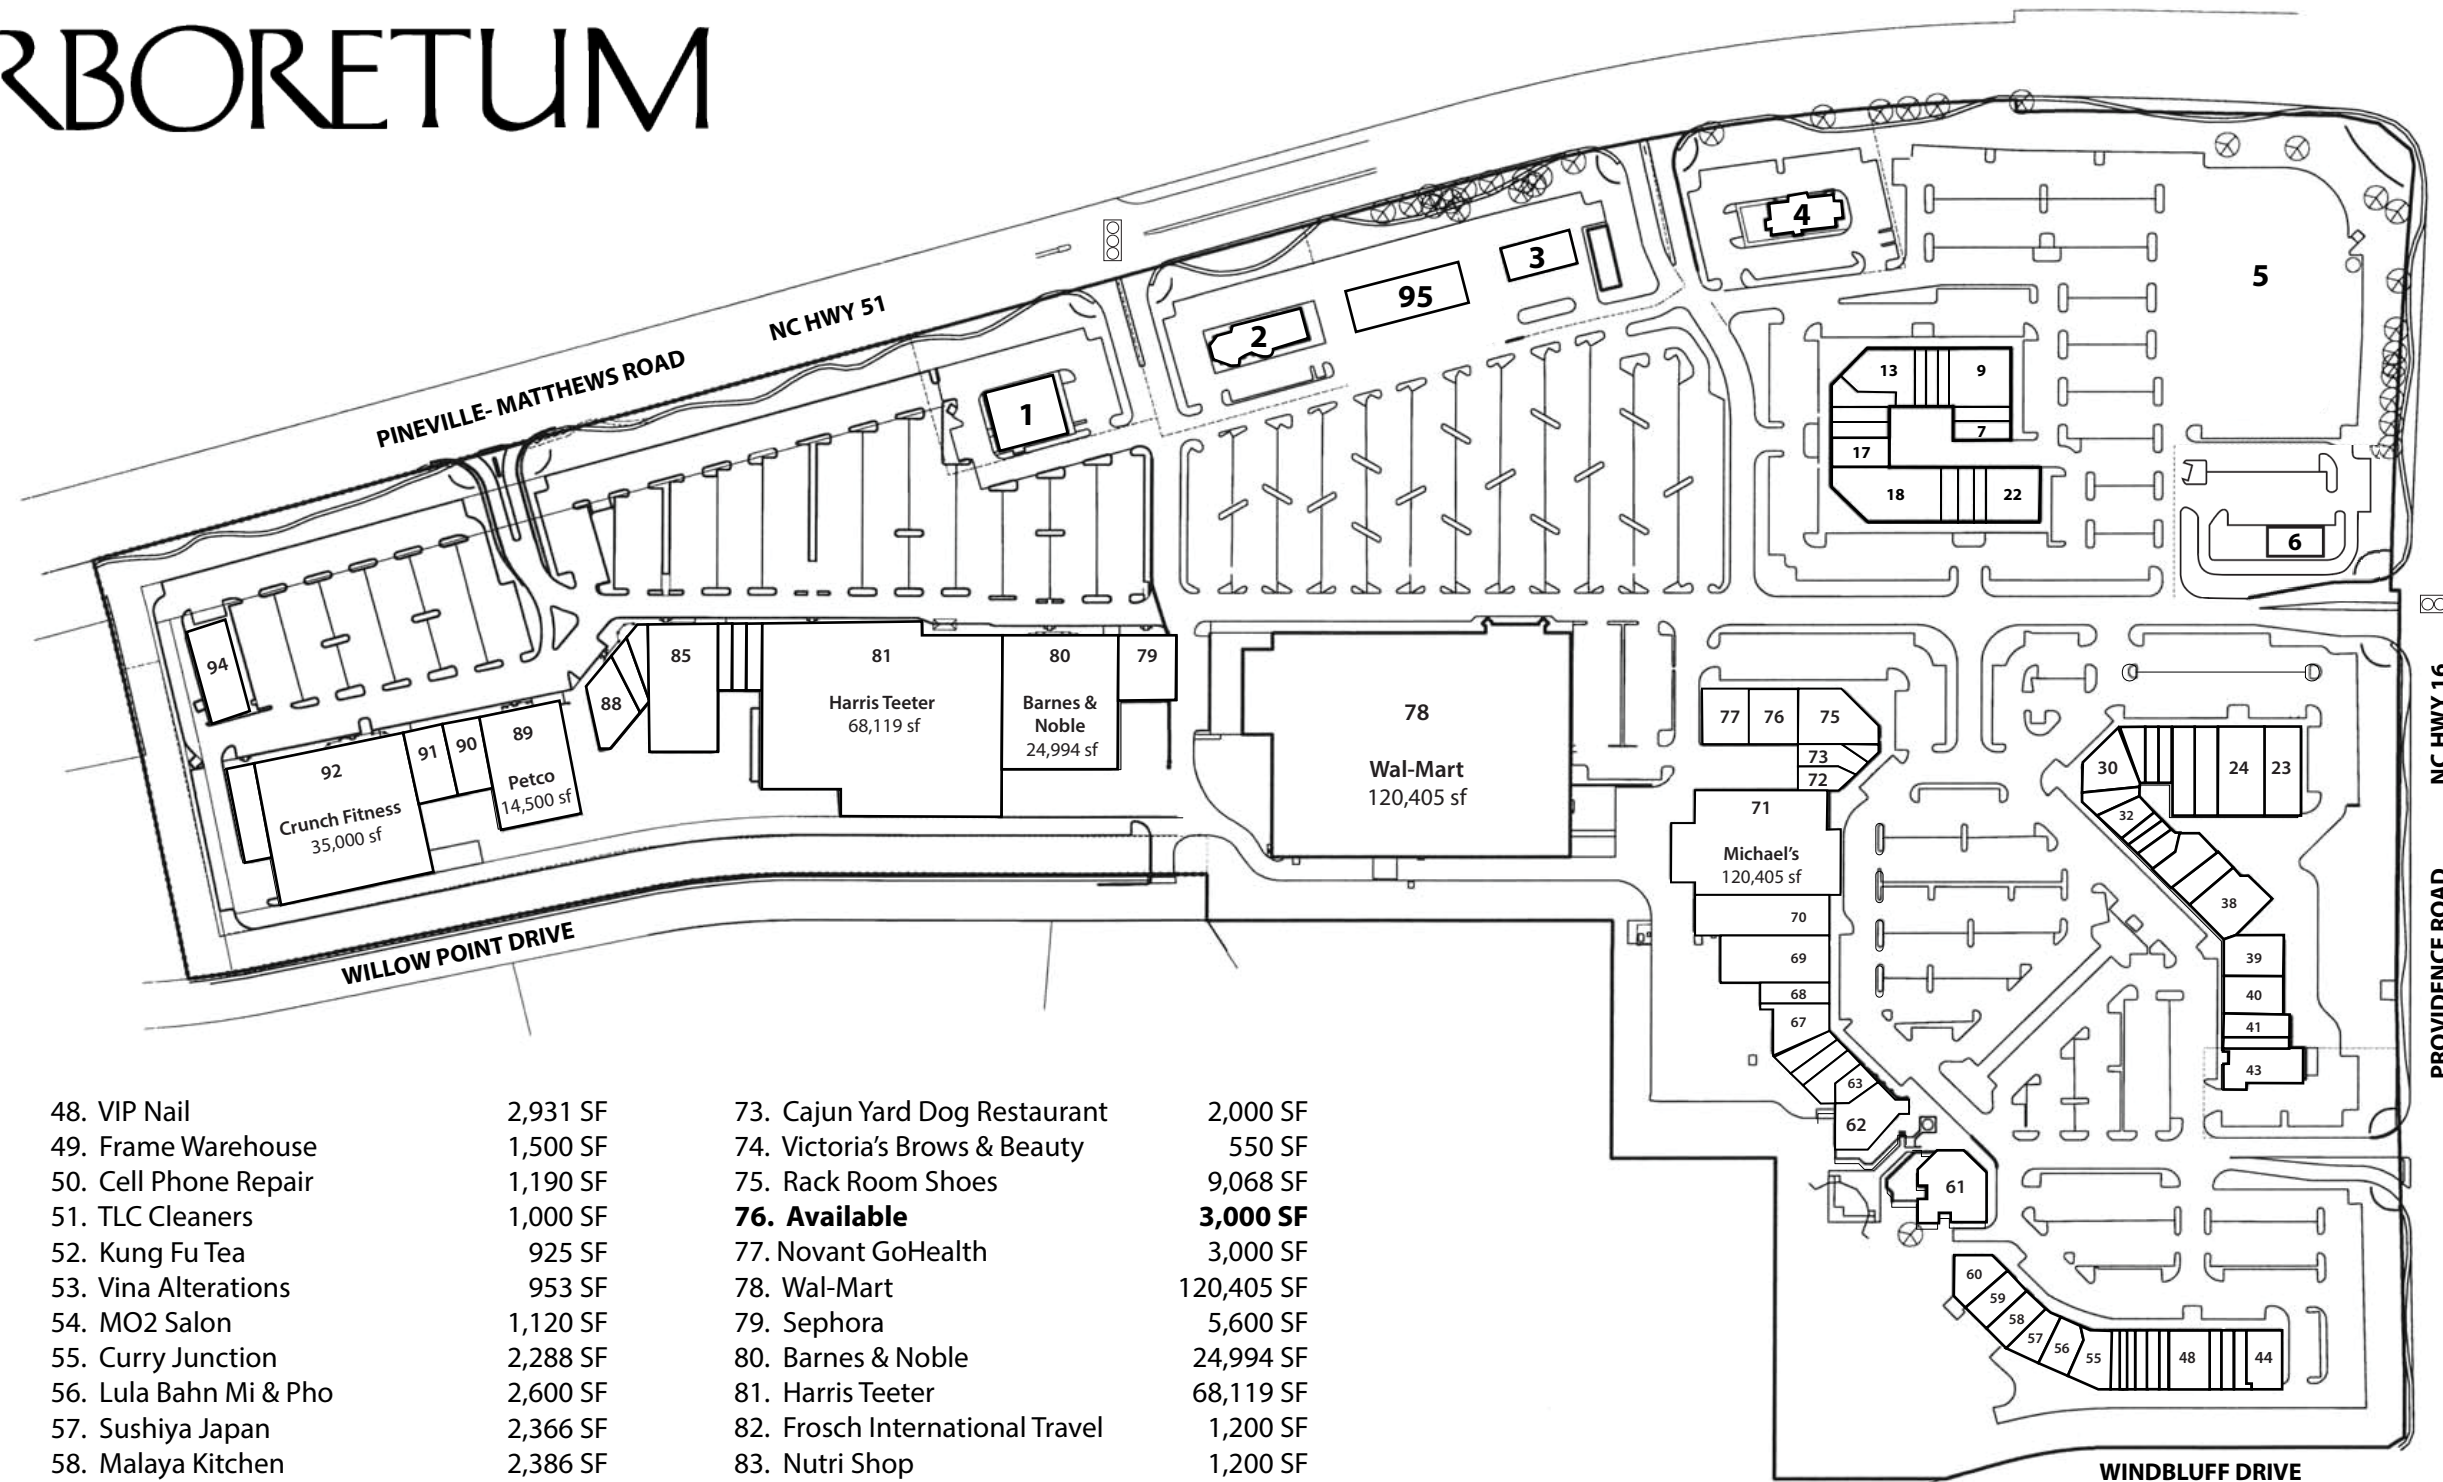 RBORETUM
NC HWY 51
PINEVILLE- MATTHEWS ROAD
1
2
95
3
4
5
6
13
9
7
17
18
22
94
88
85
81
Harris Teeter
68,119 sf
80
Barnes &
Noble
24,994 sf
79
92
Crunch Fitness
35,000 sf
91
90
89
Petco
14,500 sf
78
Wal-Mart
120,405 sf
77
76
75
73
72
71
Michael's
120,405 sf
70
69
68
67
63
62
61
60
59
58
57
56
55
48
44
30
24
23
32
38
39
40
41
43
NC HWY 16
PROVIDENCE ROAD
WILLOW POINT DRIVE
WINDBLUFF DRIVE
48. VIP Nail 2,931 SF
49. Frame Warehouse 1,500 SF
50. Cell Phone Repair 1,190 SF
51. TLC Cleaners 1,000 SF
52. Kung Fu Tea 925 SF
53. Vina Alterations 953 SF
54. MO2 Salon 1,120 SF
55. Curry Junction 2,288 SF
56. Lula Bahn Mi & Pho 2,600 SF
57. Sushiya Japan 2,366 SF
58. Malaya Kitchen 2,386 SF
73. Cajun Yard Dog Restaurant 2,000 SF
74. Victoria's Brows & Beauty 550 SF
75. Rack Room Shoes 9,068 SF
76. Available 3,000 SF
77. Novant GoHealth 3,000 SF
78. Wal-Mart 120,405 SF
79. Sephora 5,600 SF
80. Barnes & Noble 24,994 SF
81. Harris Teeter 68,119 SF
82. Frosch International Travel 1,200 SF
83. Nutri Shop 1,200 SF